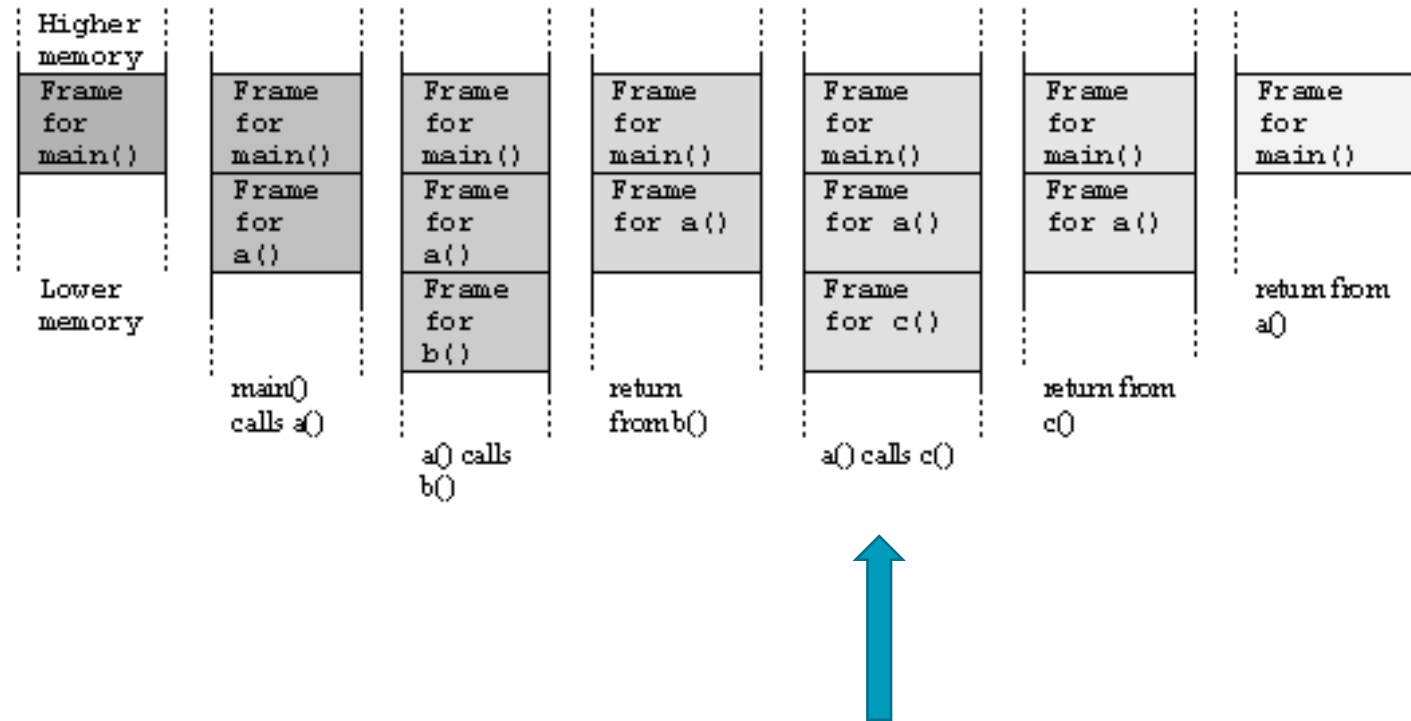 Higher
memory
Frame
for
main()
Lower
memory
Frame
for
main()
Frame
for
a()
main()
calls a()
Frame
for
main()
Frame
for
a()
Frame
for
b()
a() calls
b()
Frame
for
main()
Frame
for a()
return
from b()
Frame
for
main()
Frame
for a()
Frame
for c()
a() calls c()
Frame
for
main()
Frame
for a()
return from
c()
Frame
for
main()
return from
a()